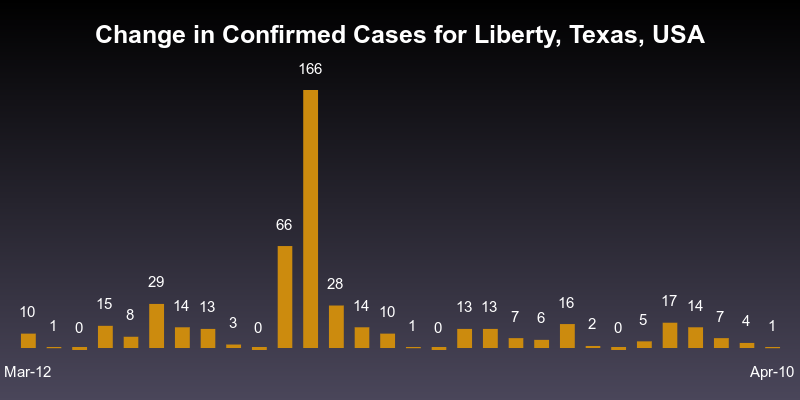 Change in Confirmed Cases for Liberty, Texas, USA
10 1 0 15 8 29 14 13 3 0 66 166 28 14 10 1 0 13 13 7 6 16 2 0 5 17 14 7 4 1
Mar-12 Apr-10